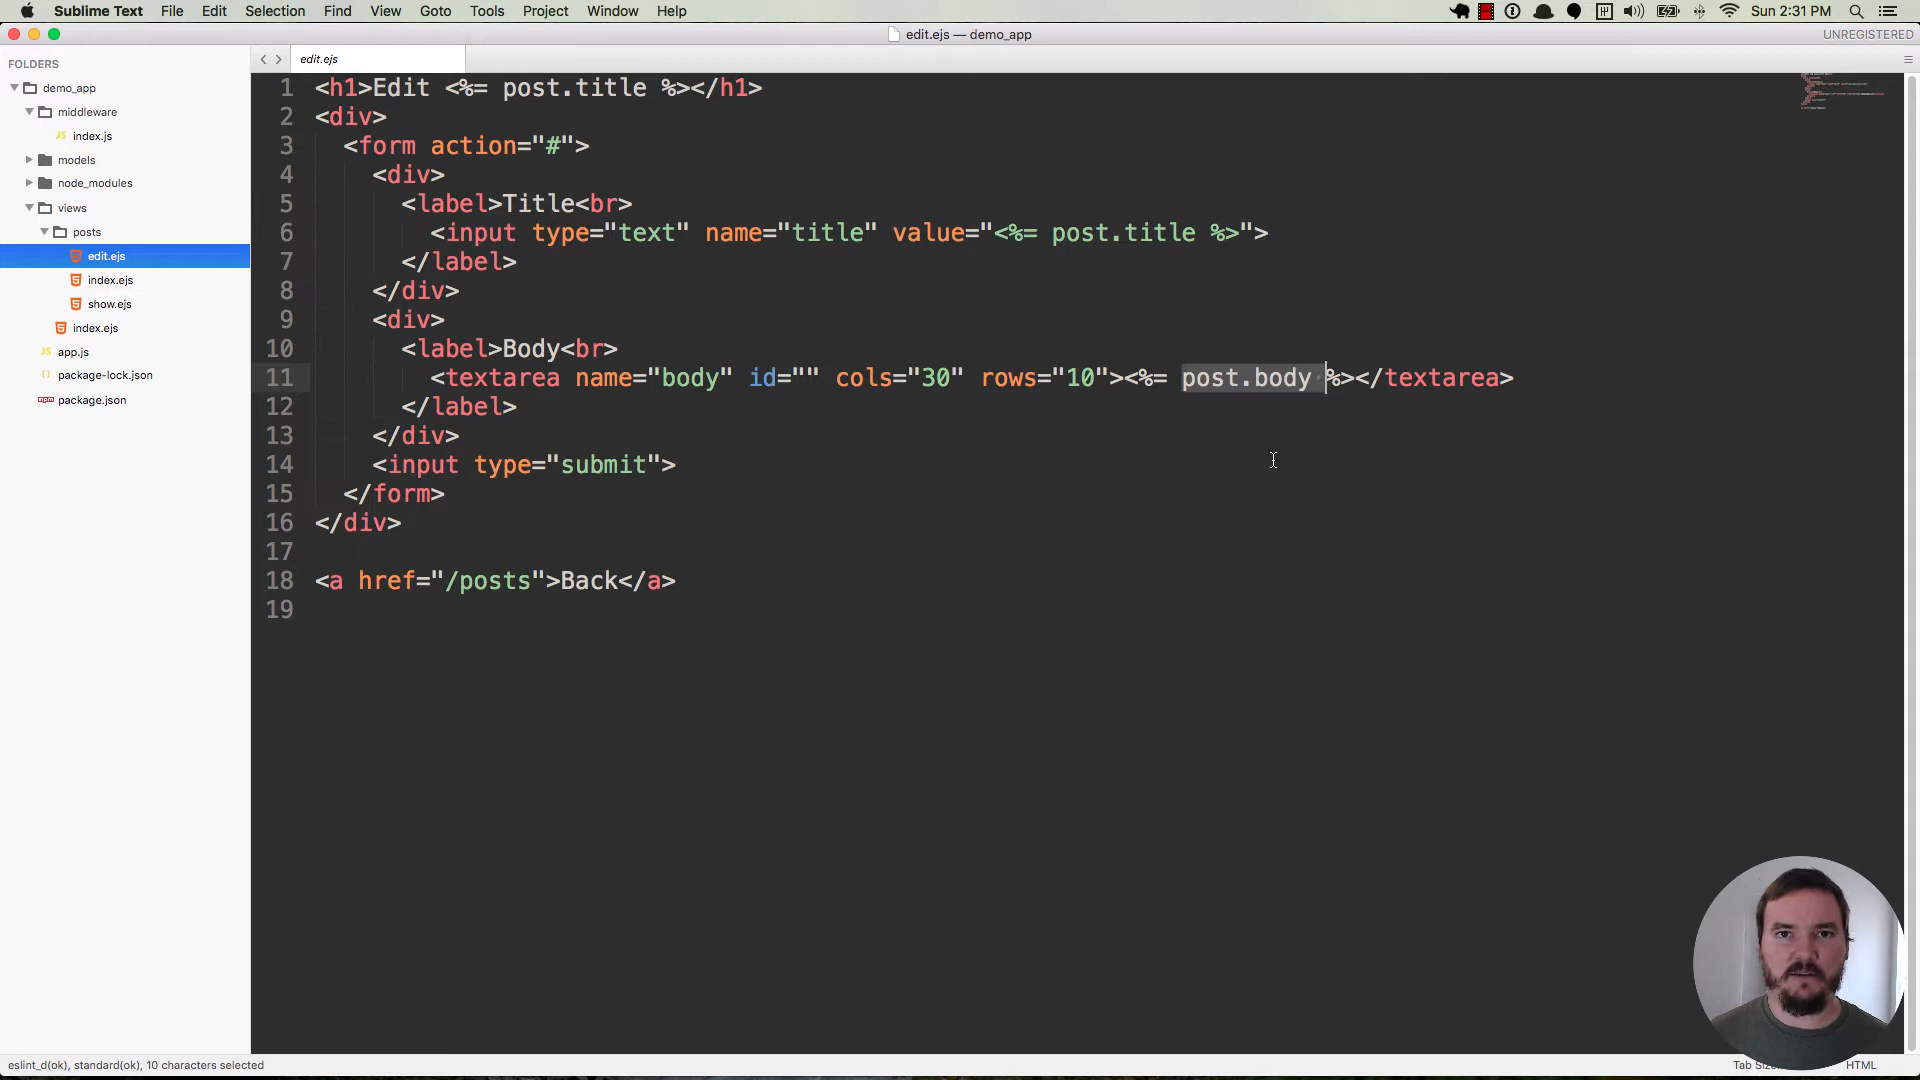 Sublime Text File Edit Selection Find View Goto Tools Project Window Help Sun 2:31 PM
edit.ejs — demo_app UNREGISTERED
FOLDERS
demo_app
middleware
index.js
models
node_modules
views
posts
edit.ejs
index.ejs
show.ejs
index.ejs
app.js
package-lock.json
package.json
edit.ejs
1 <h1>Edit <%= post.title %></h1>
2 <div>
3 <form action="#">
4 <div>
5 <label>Title<br>
6 <input type="text" name="title" value="<%= post.title %>">
7 </label>
8 </div>
9 <div>
10 <label>Body<br>
11 <textarea name="body" id="" cols="30" rows="10"><%= post.body %></textarea>
12 </label>
13 </div>
14 <input type="submit">
15 </form>
16 </div>
17
18 <a href="/posts">Back</a>
19
eslint_d(ok), standard(ok), 10 characters selected
Tab HTML